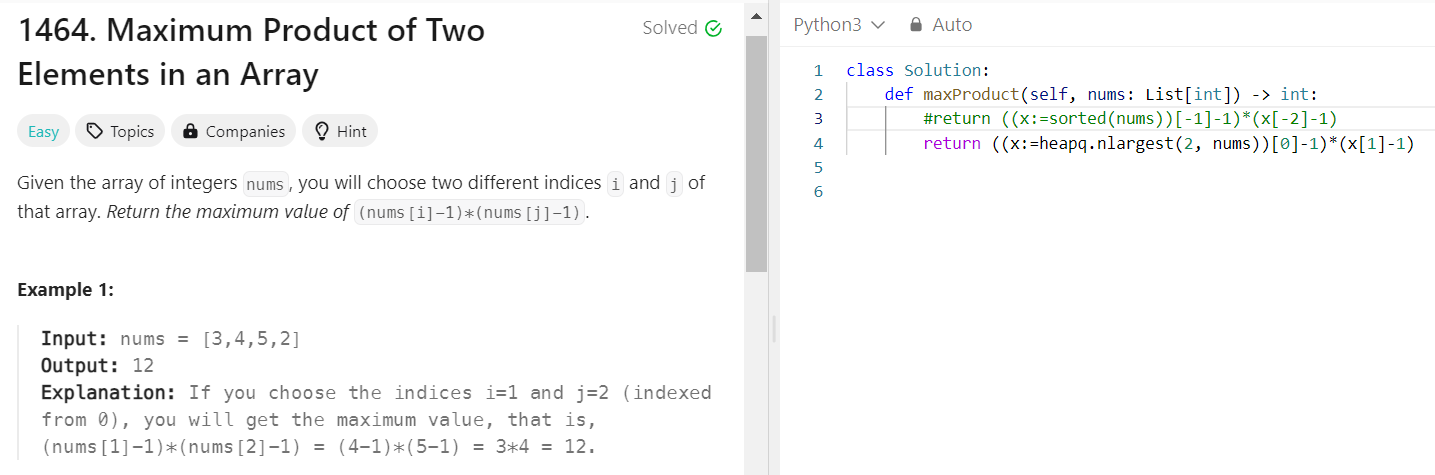 1464. Maximum Product of Two
Elements in an Array
Solved
Easy
Topics
Companies
Hint
Given the array of integers nums, you will choose two different indices i and j of
that array. Return the maximum value of (nums[i]-1)*(nums[j]-1).
Example 1:
Input: nums = [3,4,5,2]
Output: 12
Explanation: If you choose the indices i=1 and j=2 (indexed
from 0), you will get the maximum value, that is,
(nums[1]-1)*(nums[2]-1) = (4-1)*(5-1) = 3*4 = 12.
Python3
Auto
1 class Solution:
2 def maxProduct(self, nums: List[int]) -> int:
3 #return ((x:=sorted(nums))[-1]-1)*(x[-2]-1)
4 return ((x:=heapq.nlargest(2, nums))[0]-1)*(x[1]-1)
5
6